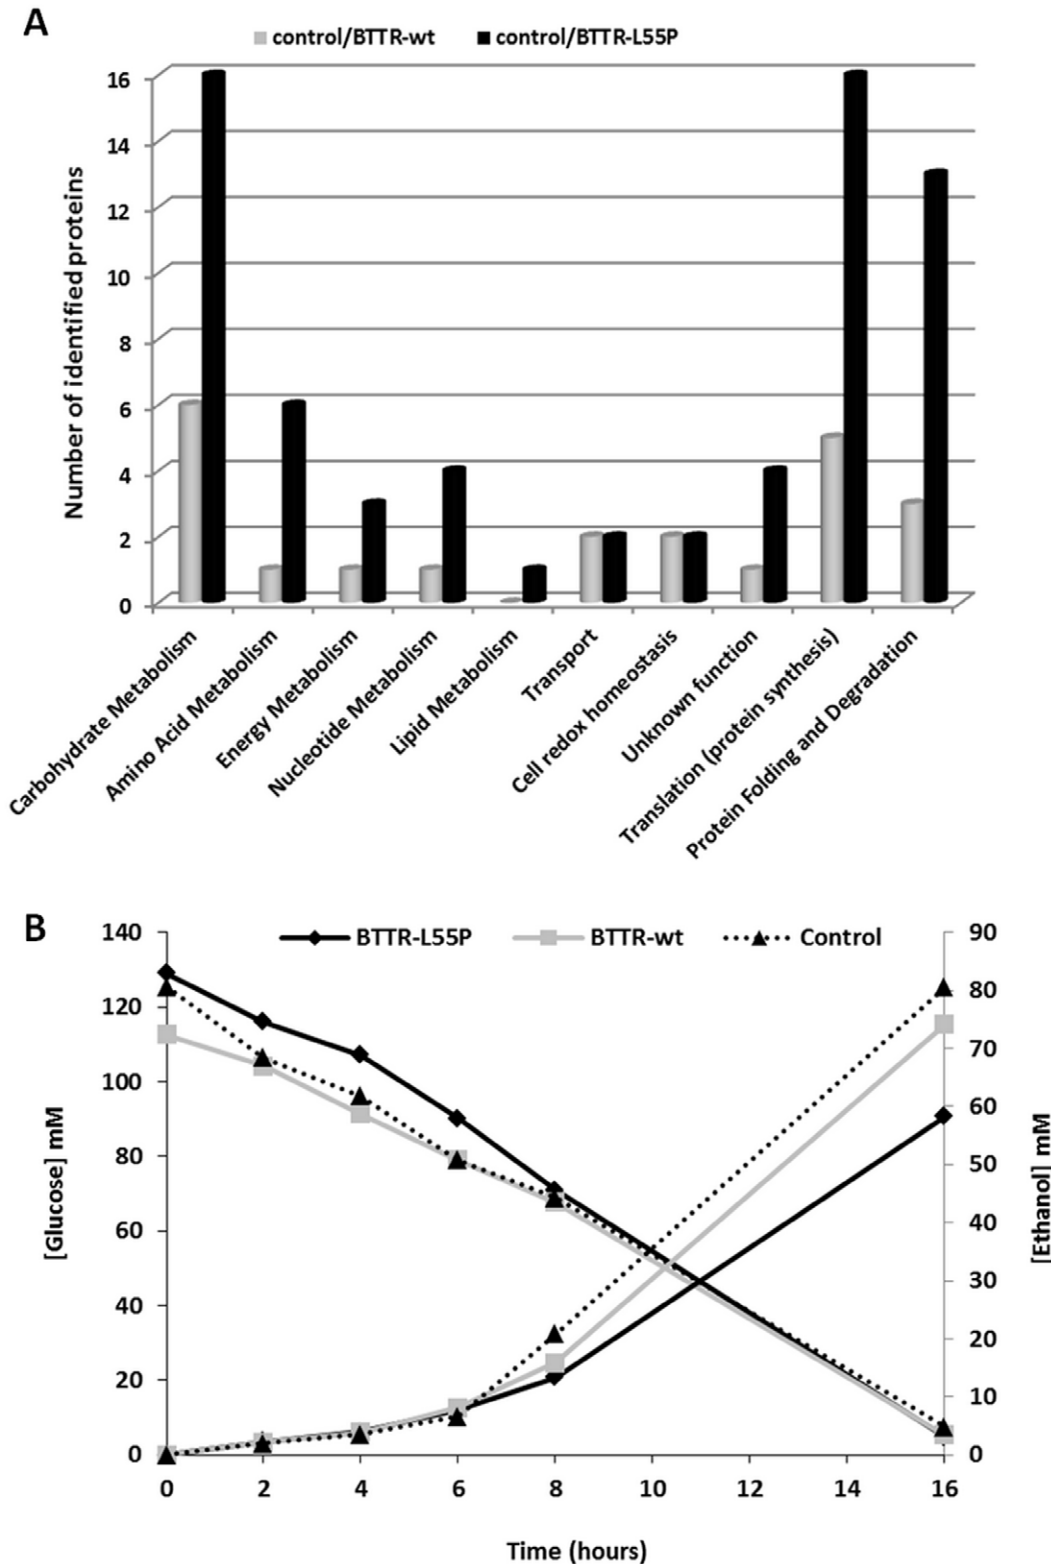 A
control/BTTR-wt control/BTTR-L55P
Number of identified proteins
16
14
12
10
8
6
4
2
0
Carbohydrate Metabolism
Amino Acid Metabolism
Energy Metabolism
Nucleotide Metabolism
Lipid Metabolism
Transport
Cell redox homeostasis
Unknown function
Translation (protein synthesis)
Protein Folding and Degradation
B
BTTR-L55P BTTR-wt Control
[Glucose] mM
140
120
100
80
60
40
20
0
90
80
70
60
50
40
30
20
10
0
[Ethanol] mM
0 2 4 6 8 10 12 14 16
Time (hours)